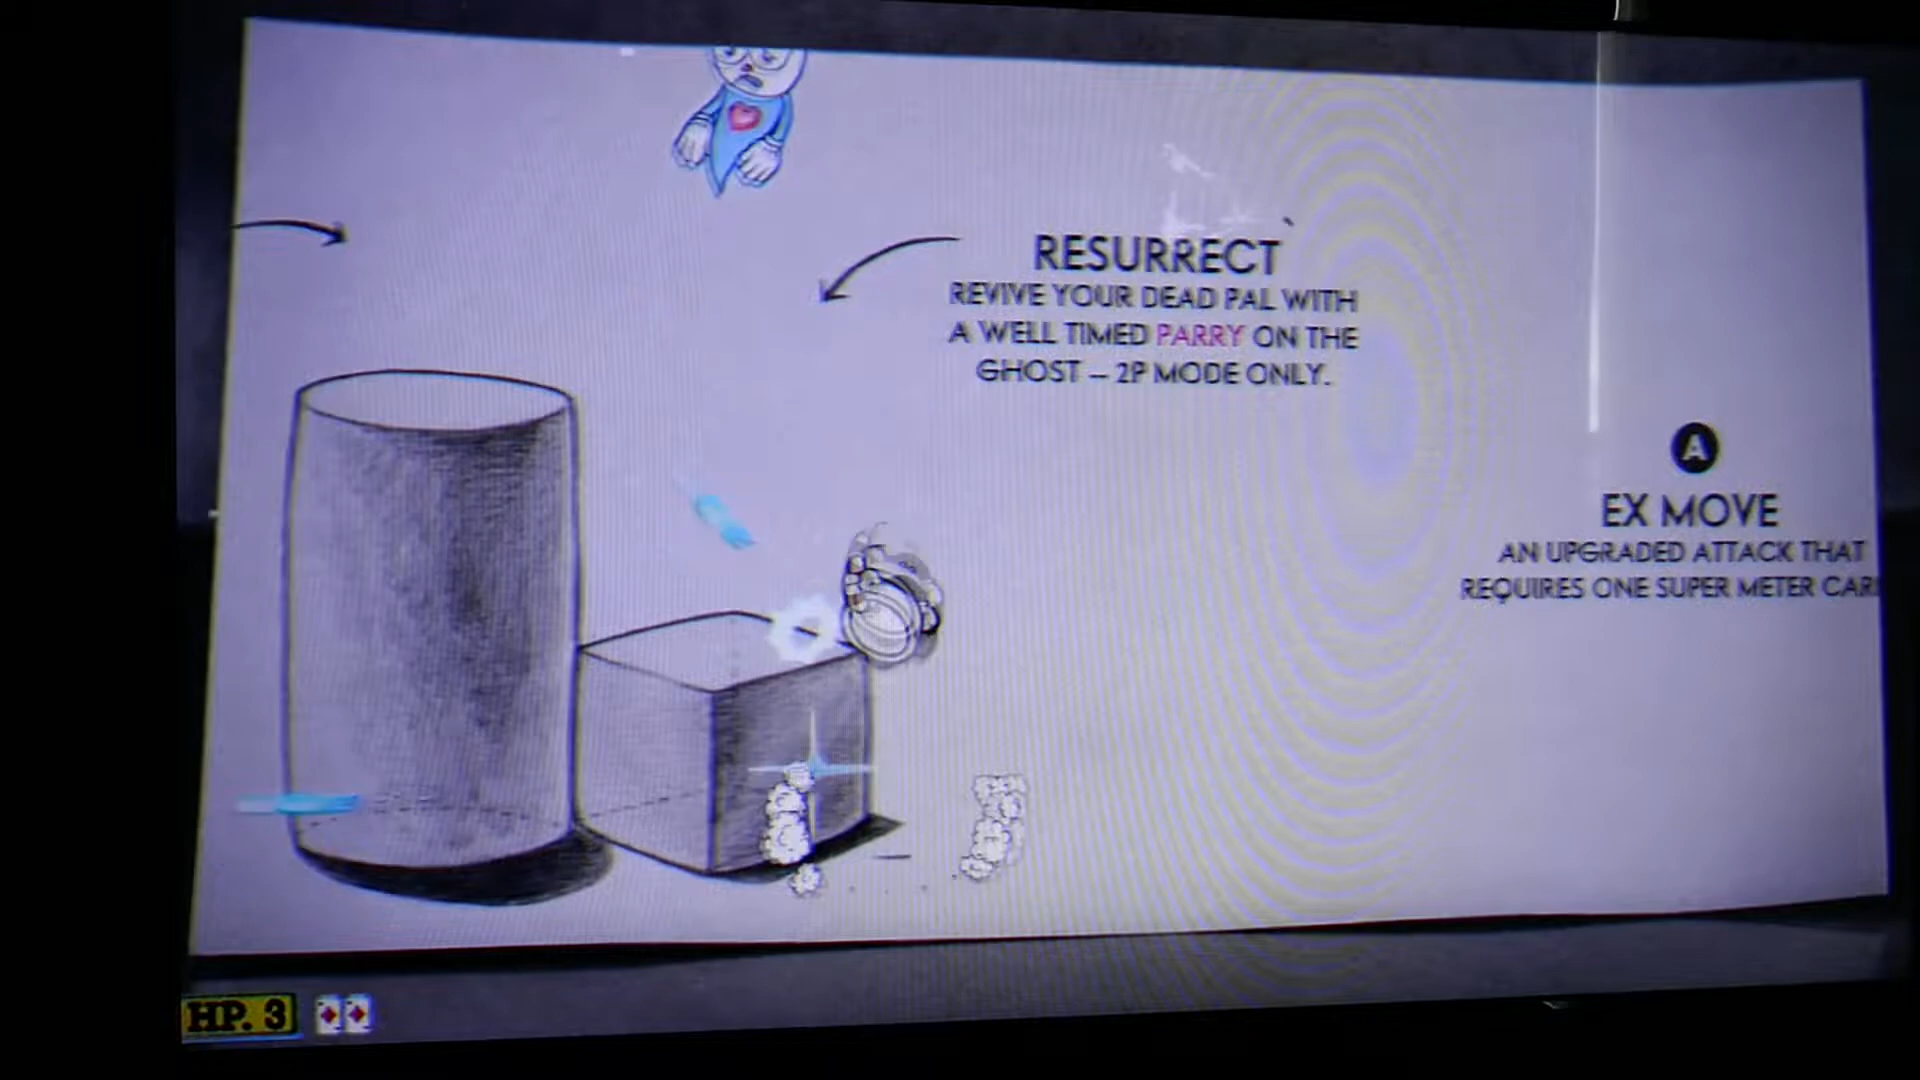 RESURRECT
REVIVE YOUR DEAD PAL WITH
A WELL TIMED PARRY ON THE
GHOST – 2P MODE ONLY.
A
EX MOVE
AN UPGRADED ATTACK THAT
REQUIRES ONE SUPER METER CAR
HP. 3